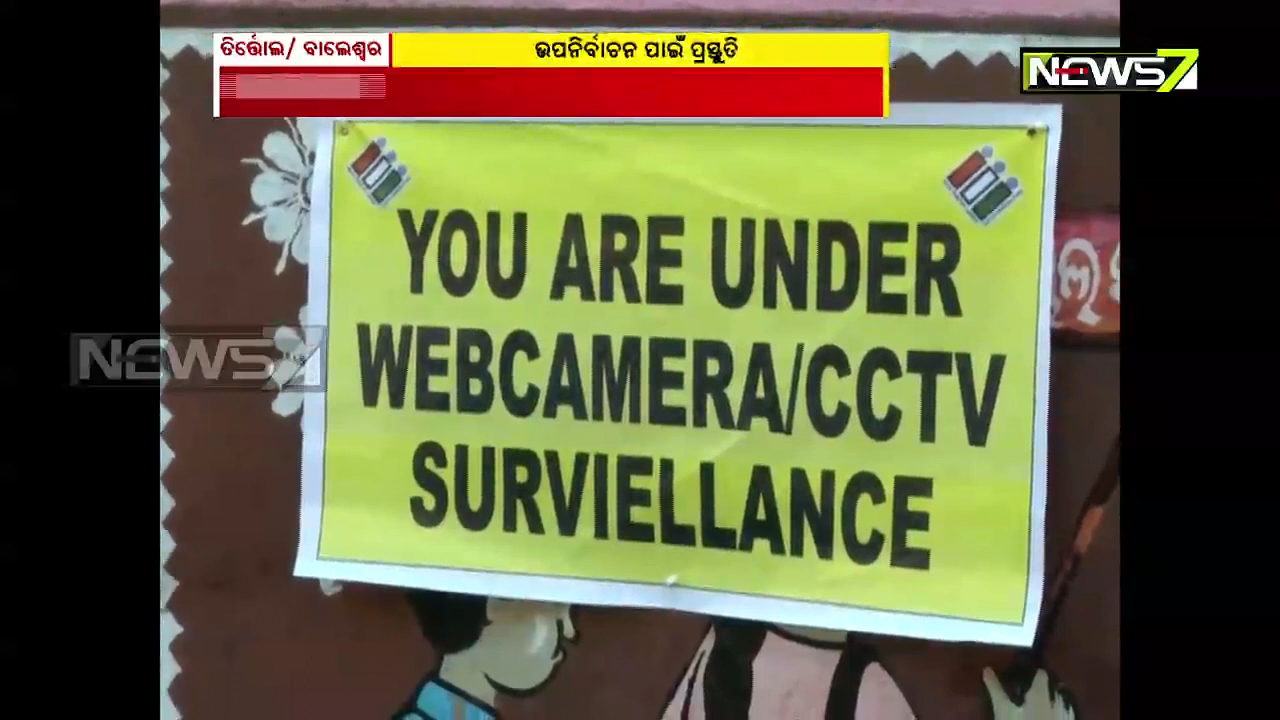 ତିର୍ତ୍ତୋଲ/ ବାଲେଶ୍ୱର
ଉପନିର୍ବାଚନ ପାଇଁ ପ୍ରସ୍ତୁତି
NEWS7
YOU ARE UNDER
WEBCAMERA/CCTV
SURVIELLANCE
NEWS7